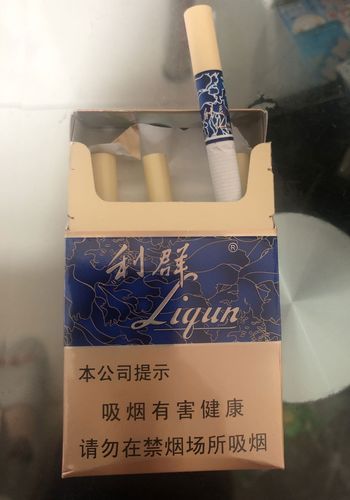 利群®
Liqun
本公司提示
吸烟有害健康
请勿在禁烟场所吸烟